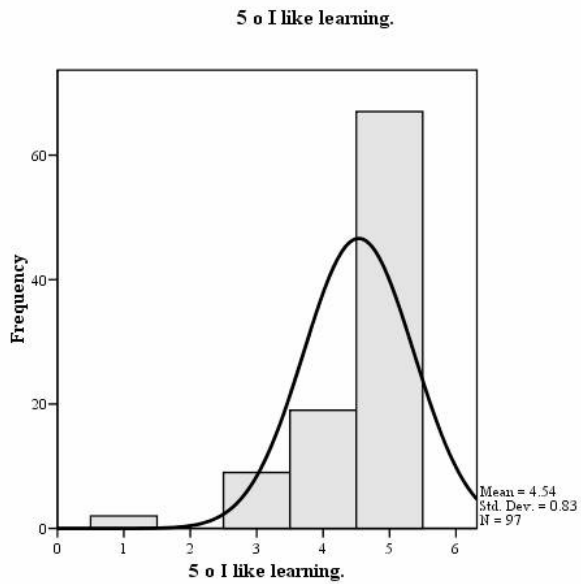 5 o I like learning.
Frequency
60
40
20
0
0 1 2 3 4 5 6
5 o I like learning.
Mean = 4.54
Std. Dev. = 0.83
N = 97